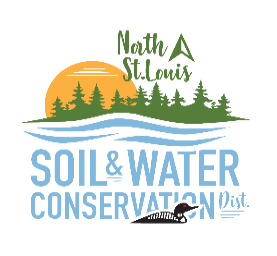 North
St. Louis
SOIL & WATER
CONSERVATION Dist.